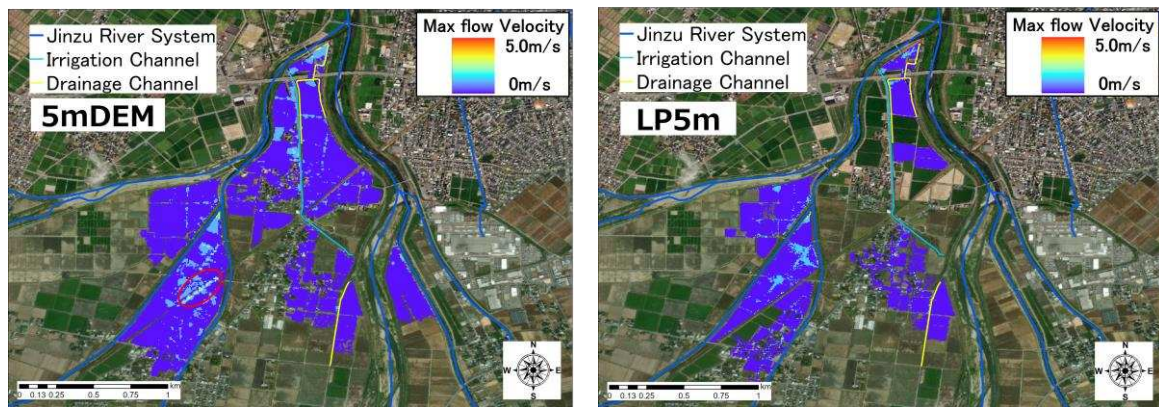 Jinzu River System
Irrigation Channel
Drainage Channel
5mDEM
Max flow Velocity
5.0m/s
0m/s
N
W E
S
km
0 0.13 0.25 0.5 0.75 1
Jinzu River System
Irrigation Channel
Drainage Channel
LP5m
Max flow Velocity
5.0m/s
0m/s
N
W E
S
km
0 0.13 0.25 0.5 0.75 1